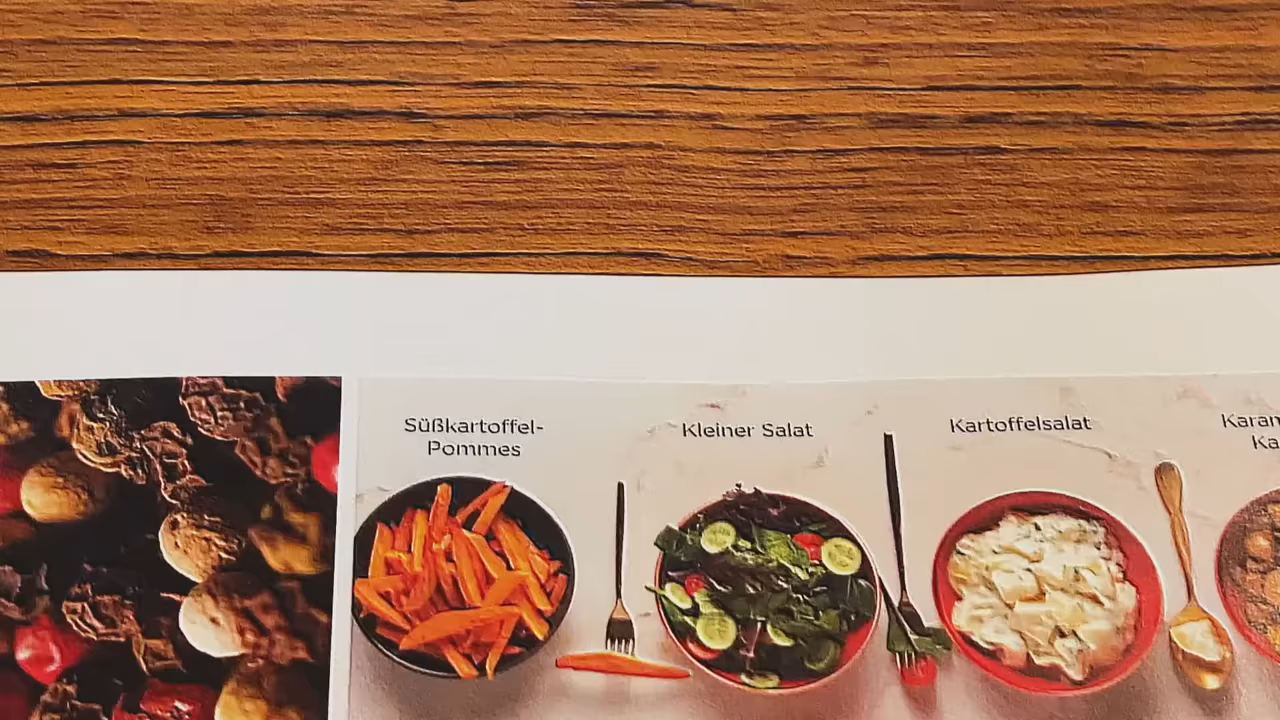 Süßkartoffel-
Pommes
Kleiner Salat
Kartoffelsalat